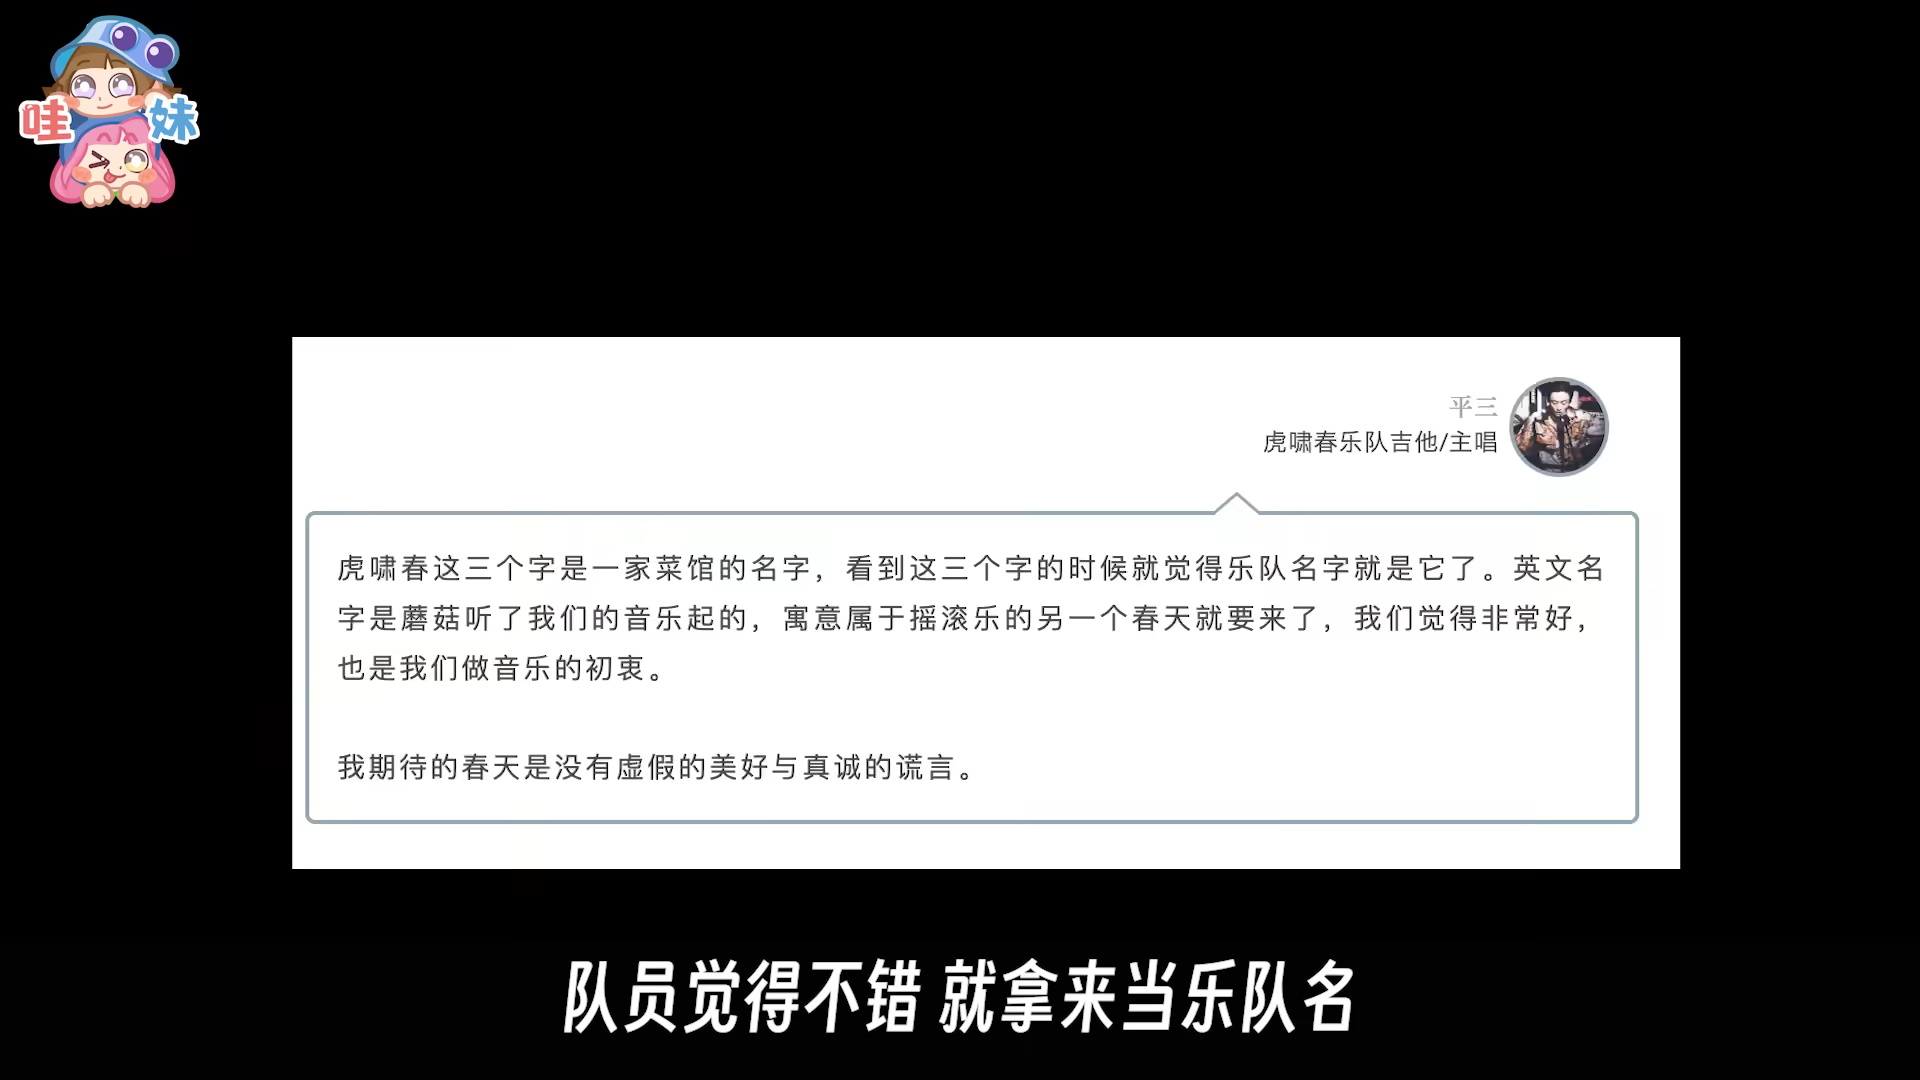 哇妹
平三
虎啸春乐队吉他/主唱
虎啸春这三个字是一家菜馆的名字，看到这三个字的时候就觉得乐队名字就是它了。英文名
字是蘑菇听了我们的音乐起的，寓意属于摇滚乐的另一个春天就要来了，我们觉得非常好，
也是我们做音乐的初衷。
我期待的春天是没有虚假的美好与真诚的谎言。
队员觉得不错 就拿来当乐队名